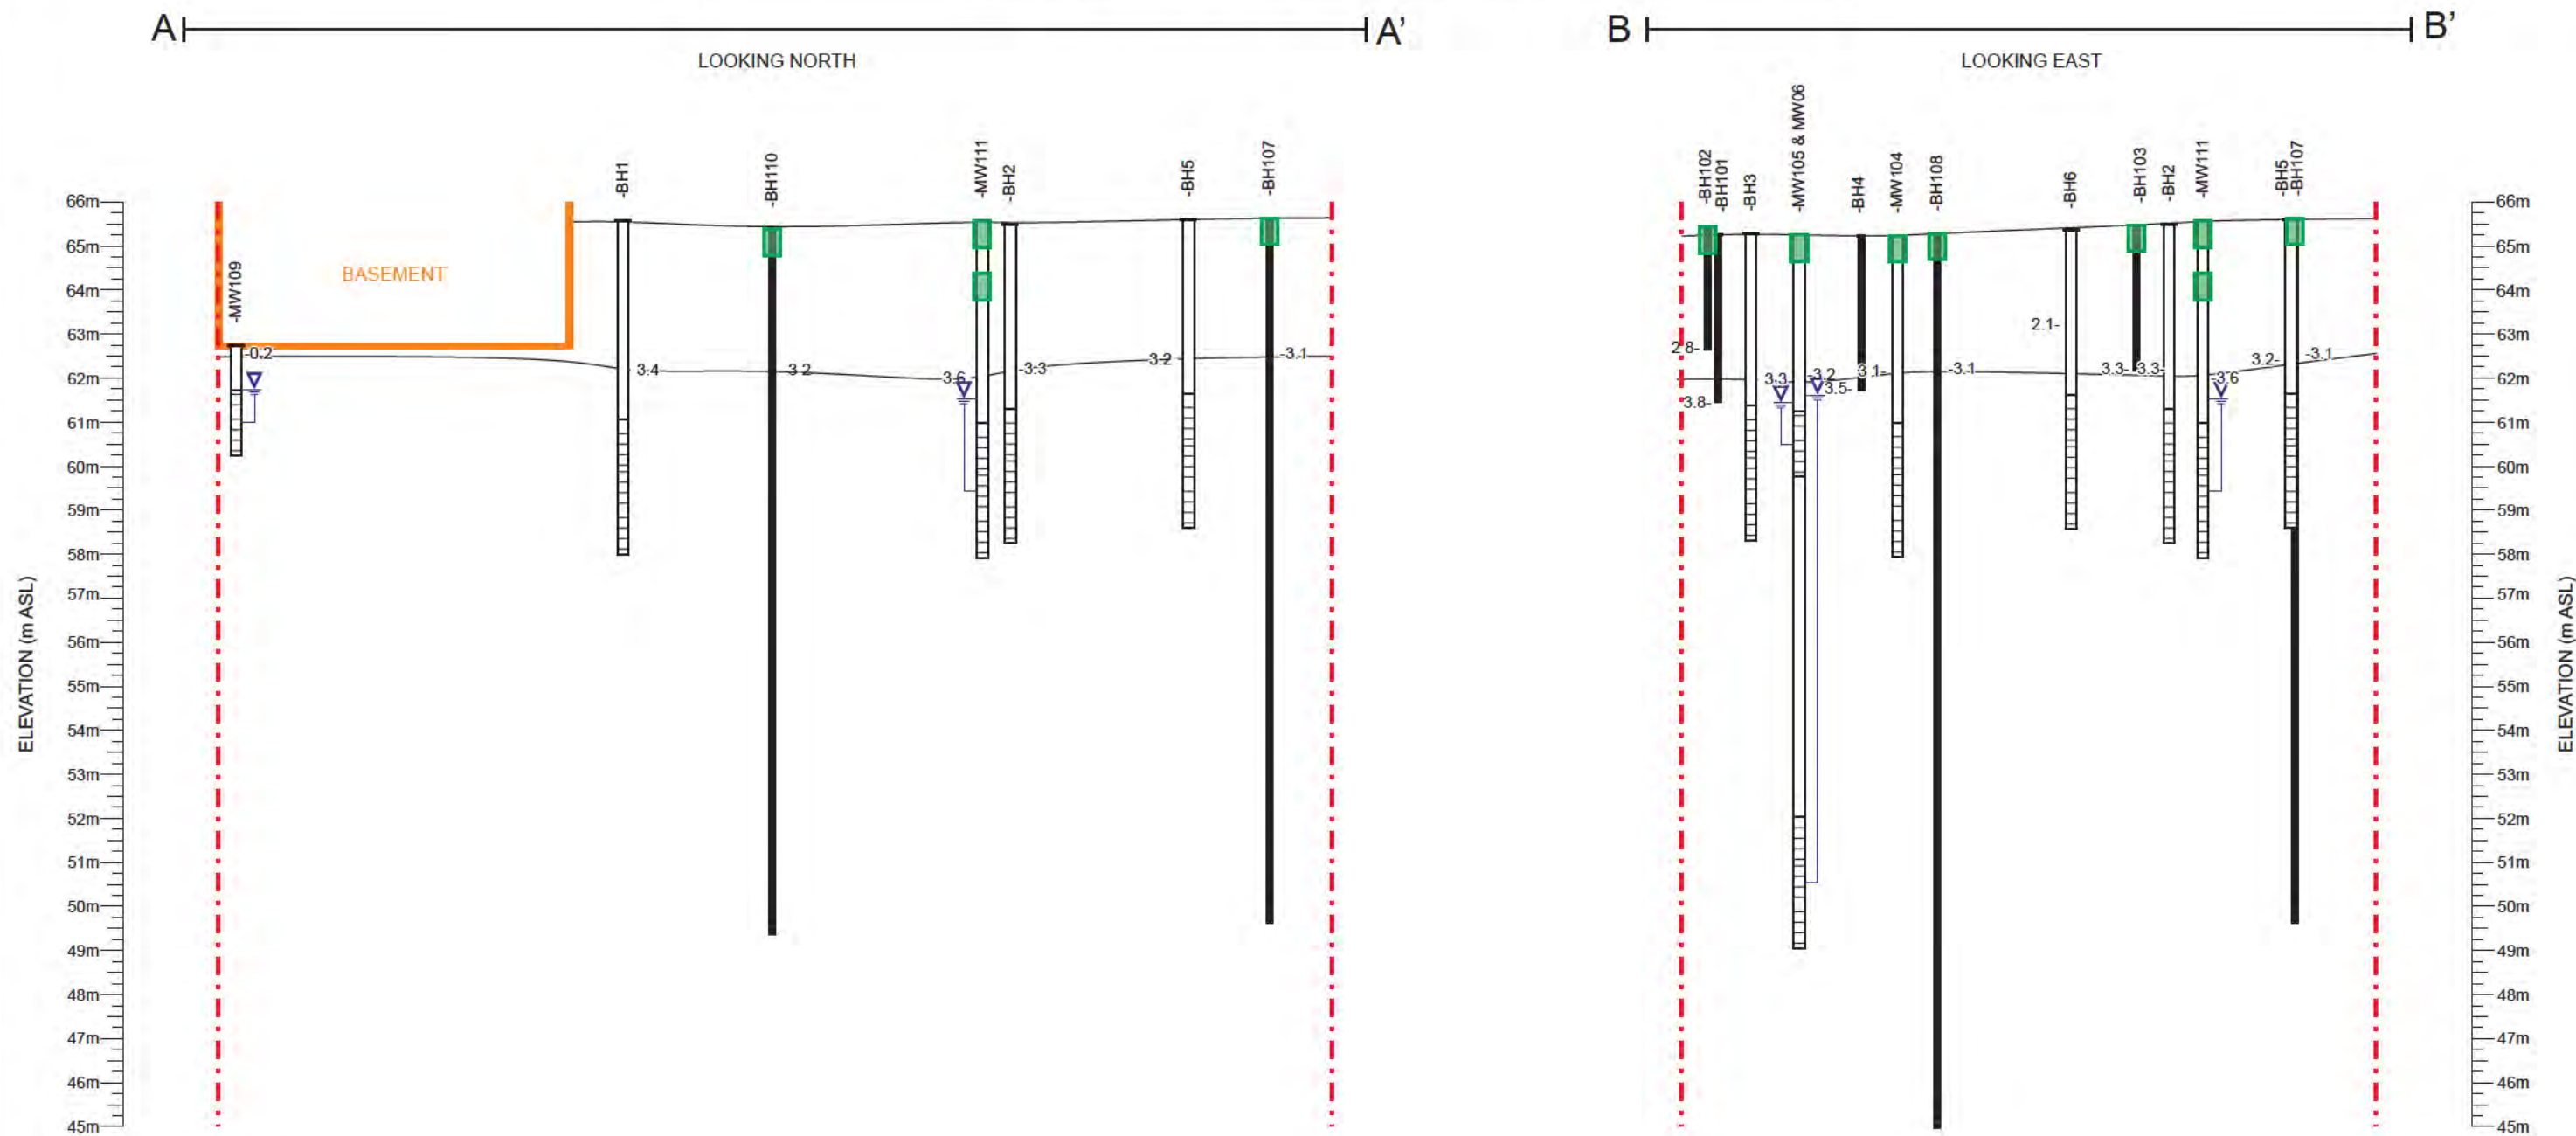 A
A'
LOOKING NORTH
B
B'
LOOKING EAST
-MW109
-BH1
-BH110
-MW111
-BH2
-BH5
-BH107
BASEMENT
ELEVATION (m ASL)
66m
65m
64m
63m
62m
61m
60m
59m
58m
57m
56m
55m
54m
53m
52m
51m
50m
49m
48m
47m
46m
45m
-0.2
3.4
3.2
3.6
-3.3
3.2
-3.1
-BH102
-BH101
-BH3
-MW105 & MW06
-BH4
-MW104
-BH108
-BH6
-BH103
-BH2
-MW111
-BH5
-BH107
2.8-
3.8-
3.3
-3.2
3.5-
3.1-
-3.1
2.1-
3.3-
3.3-
-3.6
3.2-
-3.1
66m
65m
64m
63m
62m
61m
60m
59m
58m
57m
56m
55m
54m
53m
52m
51m
50m
49m
48m
47m
46m
45m
ELEVATION (m ASL)